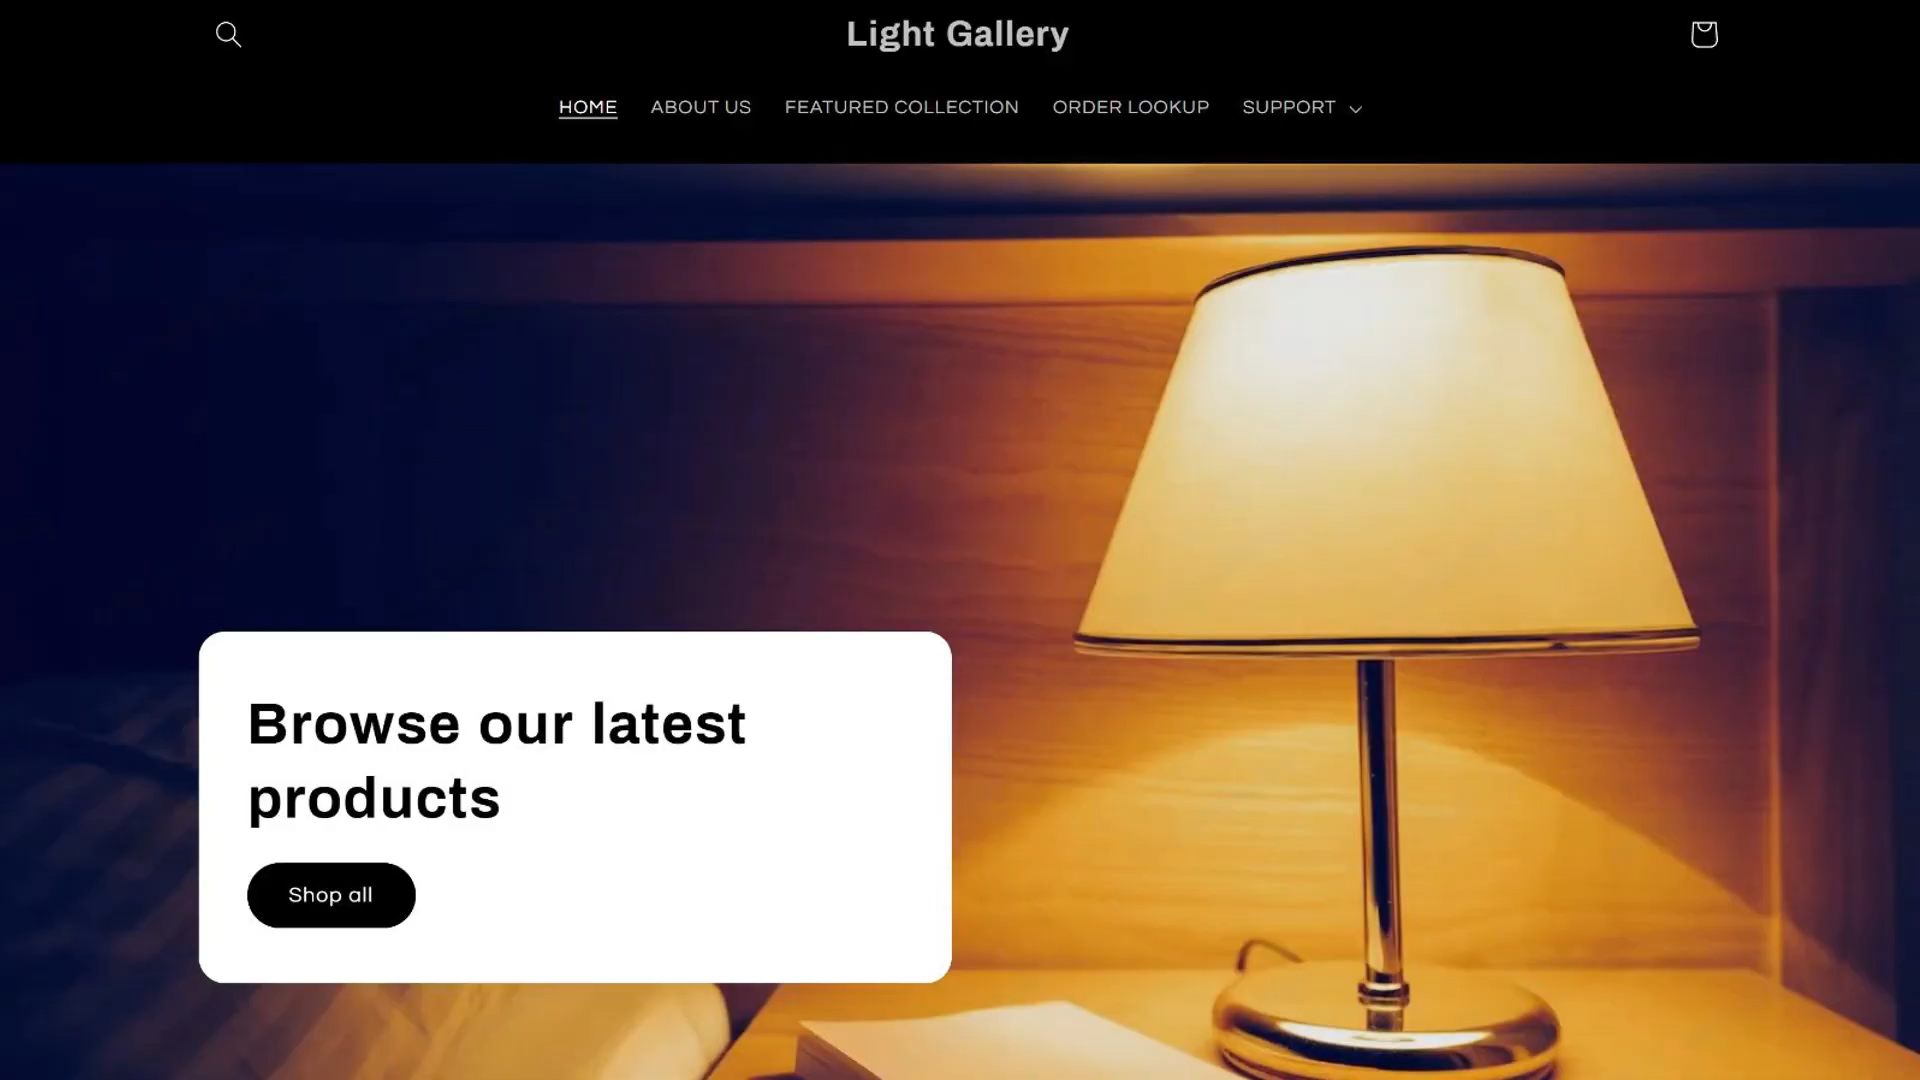 Light Gallery
HOME ABOUT US FEATURED COLLECTION ORDER LOOKUP SUPPORT
Browse our latest
products
Shop all